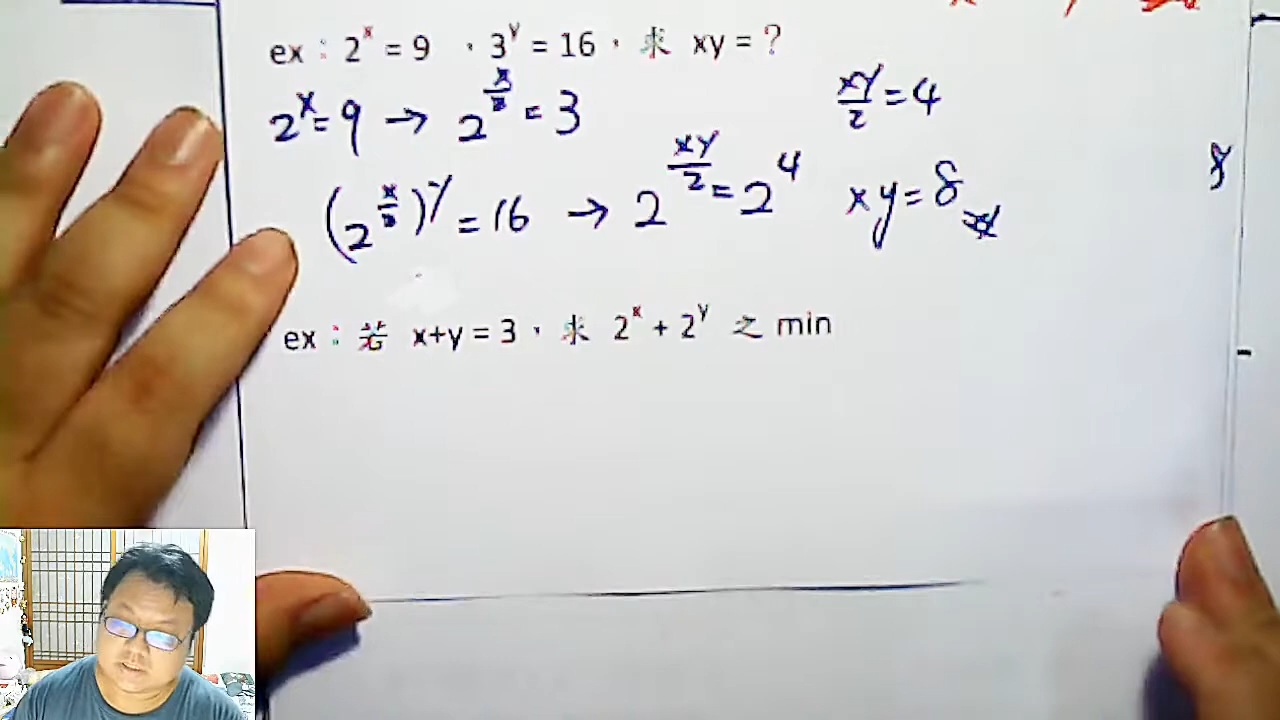 ex：2^x = 9 ，3^y = 16，求 xy = ？
2^x = 9 → 2^(x/2) = 3
xy/2 = 4
(2^(x/2))^y = 16 → 2^(xy/2) = 2^4
xy = 8
ex：若 x+y = 3，求 2^x + 2^y 之 min